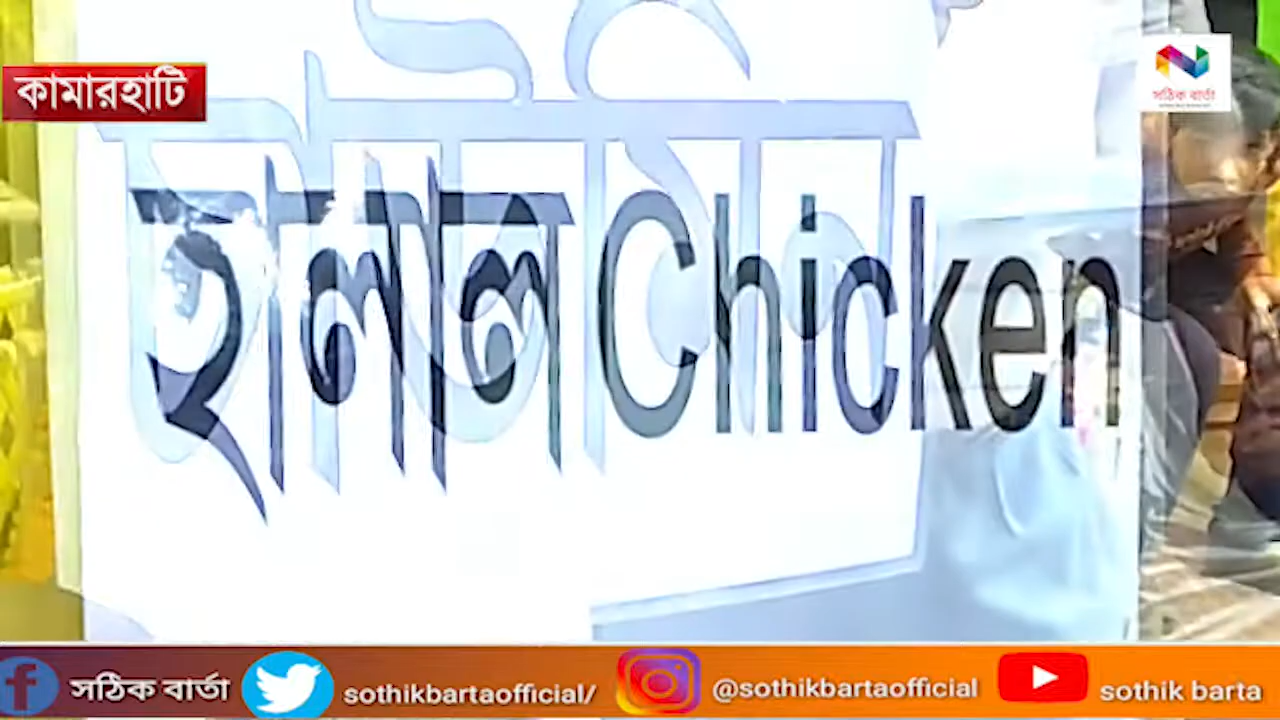 কামারহাটি
সঠিক বার্তা
হালাল Chicken
সঠিক বার্তা
sothikbartaofficial/
@sothikbartaofficial
sothik barta